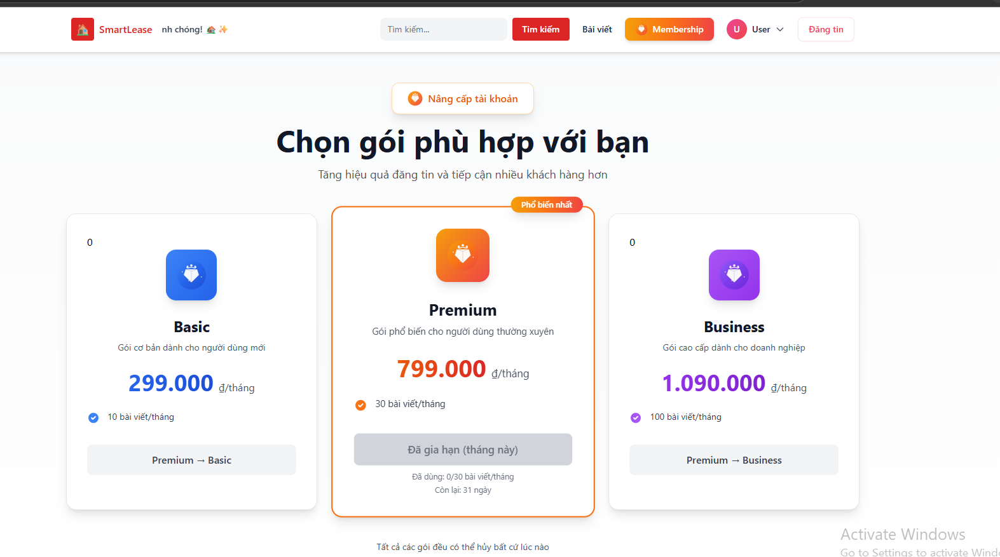 SmartLease
nh chóng! 🏠 ✨
Tìm kiếm...
Tìm kiếm
Bài viết
Membership
U
User
Đăng tin
Nâng cấp tài khoản
Chọn gói phù hợp với bạn
Tăng hiệu quả đăng tin và tiếp cận nhiều khách hàng hơn
0
Basic
Gói cơ bản dành cho người dùng mới
299.000 ₫/tháng
10 bài viết/tháng
Premium → Basic
Phổ biến nhất
Premium
Gói phổ biến cho người dùng thường xuyên
799.000 ₫/tháng
30 bài viết/tháng
Đã gia hạn (tháng này)
Đã dùng: 0/30 bài viết/tháng
Còn lại: 31 ngày
0
Business
Gói cao cấp dành cho doanh nghiệp
1.090.000 ₫/tháng
100 bài viết/tháng
Premium → Business
Tất cả các gói đều có thể hủy bất cứ lúc nào
Activate Windows
Go to Settings to activate Wind